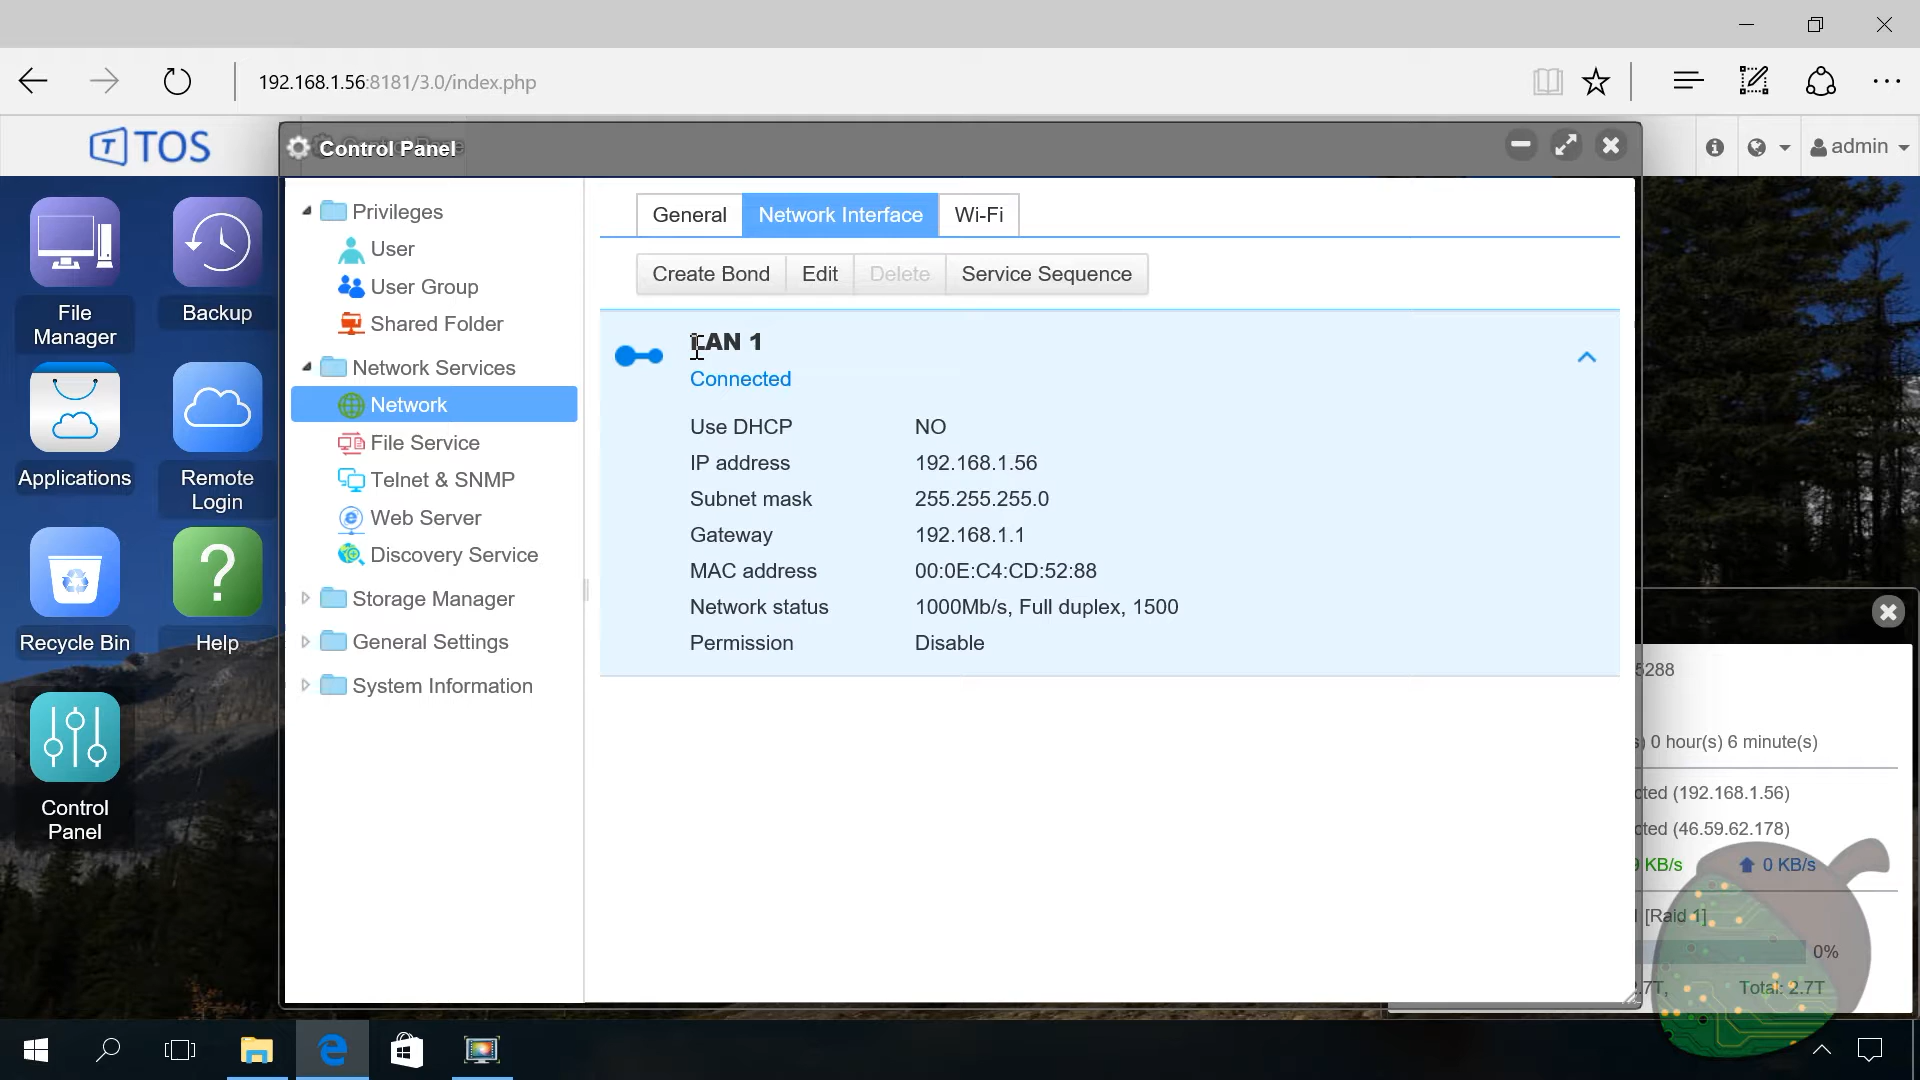 192.168.1.56:8181/3.0/index.php
TOS
Control Panel
admin
File Manager
Backup
Applications
Remote Login
Recycle Bin
Help
Control Panel
Privileges
User
User Group
Shared Folder
Network Services
Network
File Service
Telnet & SNMP
Web Server
Discovery Service
Storage Manager
General Settings
System Information
General
Network Interface
Wi-Fi
Create Bond
Edit
Delete
Service Sequence
LAN 1
Connected
Use DHCP NO
IP address 192.168.1.56
Subnet mask 255.255.255.0
Gateway 192.168.1.1
MAC address 00:0E:C4:CD:52:88
Network status 1000Mb/s, Full duplex, 1500
Permission Disable
5288
0 hour(s) 6 minute(s)
(192.168.1.56)
(46.59.62.178)
KB/s 0 KB/s
[Raid 1]
0%
Total: 2.7T